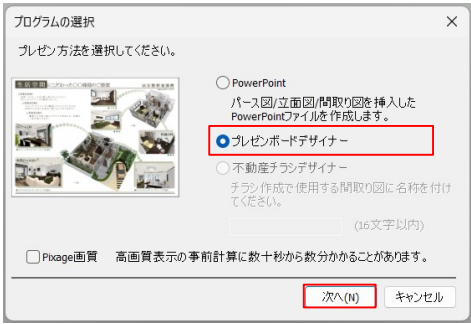 プログラムの選択
プレゼン方法を選択してください。
生活空間
PowerPoint
パース図/立面図/間取り図を挿入した
PowerPointファイルを作成します。
プレゼンボードデザイナー
不動産チラシデザイナー
チラシ作成で使用する間取り図に名称を付け
てください。
(16文字以内)
Pixage画質 高画質表示の事前計算に数十秒から数分かかることがあります。
次へ(N) キャンセル